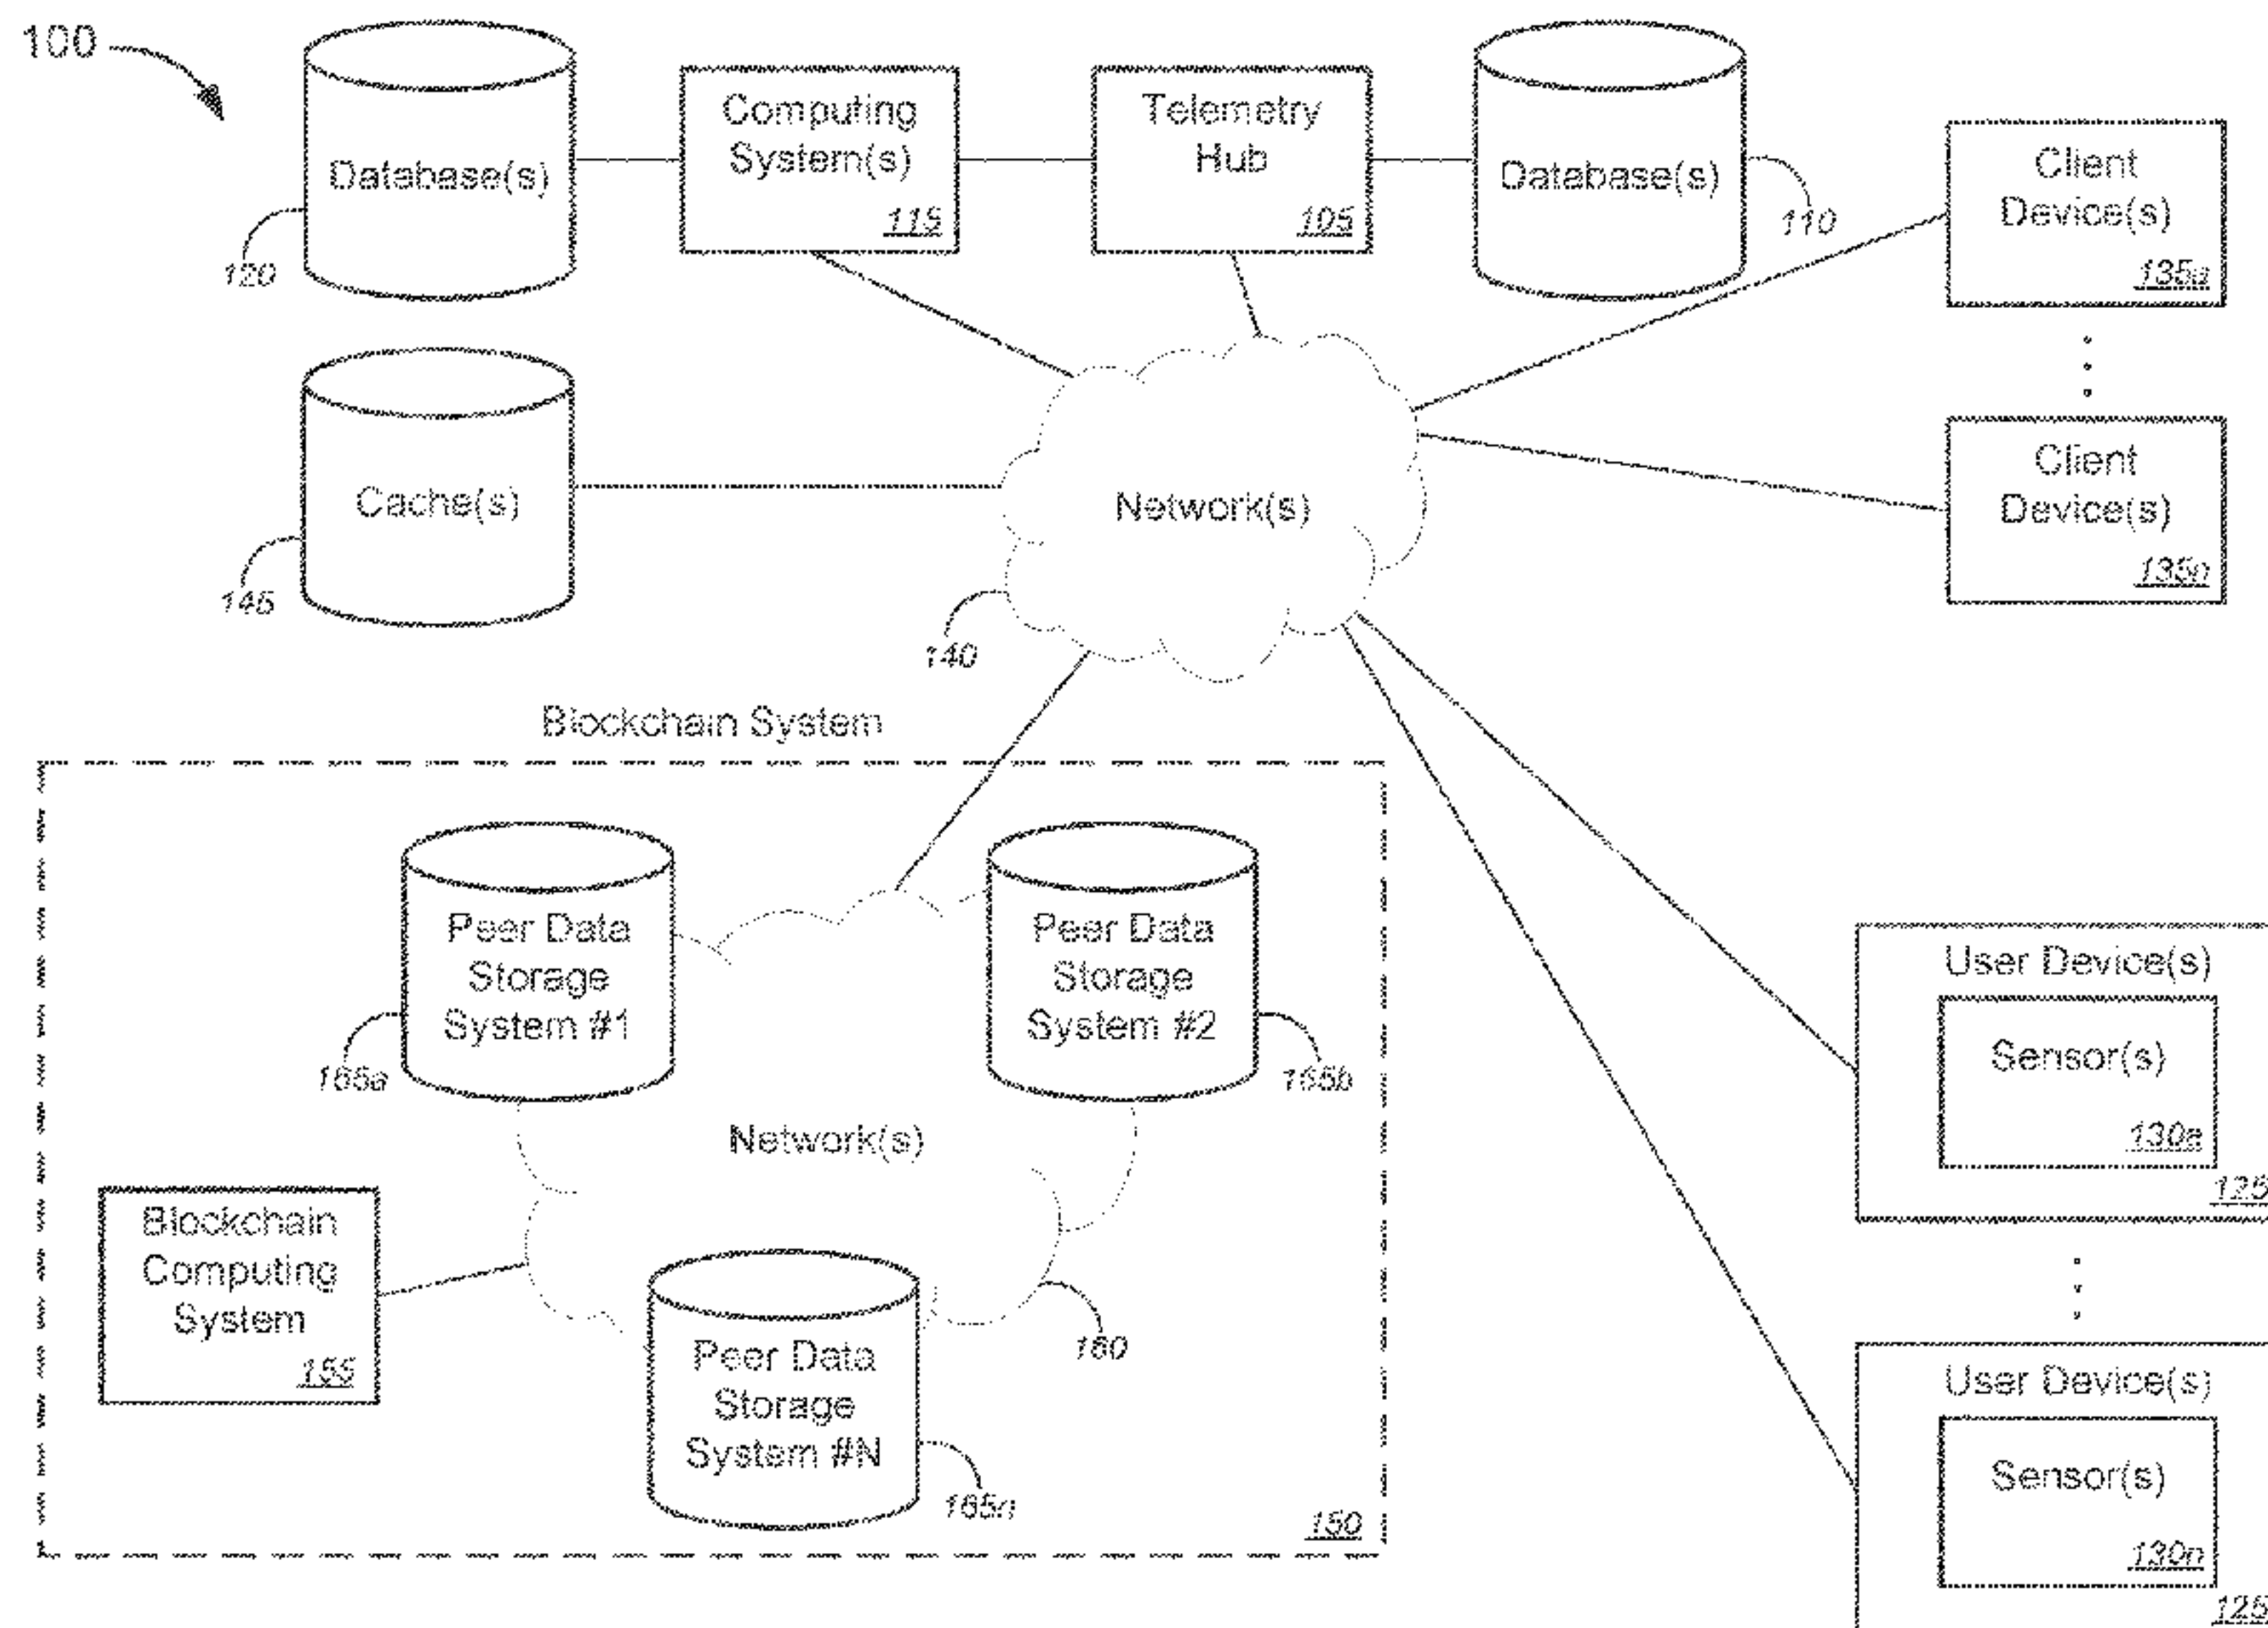 100
Database(s)
120
Computing
System(s)
115
Telemetry
Hub
105
Database(s)
110
Client
Device(s)
135a
Cache(s)
145
Network(s)
140
Client
Device(s)
135n
Blockchain System
Peer Data
Storage
System #1
165a
Peer Data
Storage
System #2
165b
Network(s)
160
Blockchain
Computing
System
155
Peer Data
Storage
System #N
165n
150
User Device(s)
Sensor(s)
130a
125
User Device(s)
Sensor(s)
130n
125